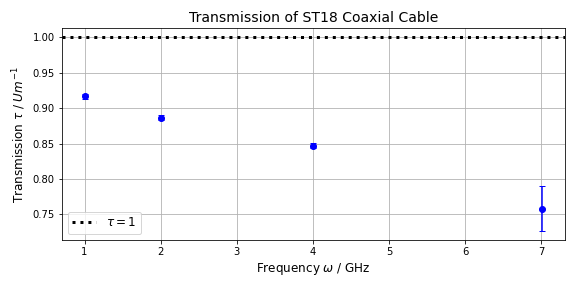 Transmission of ST18 Coaxial Cable
Transmission τ / Um⁻¹
1.00
0.95
0.90
0.85
0.80
0.75
τ = 1
1 2 3 4 5 6 7
Frequency ω / GHz